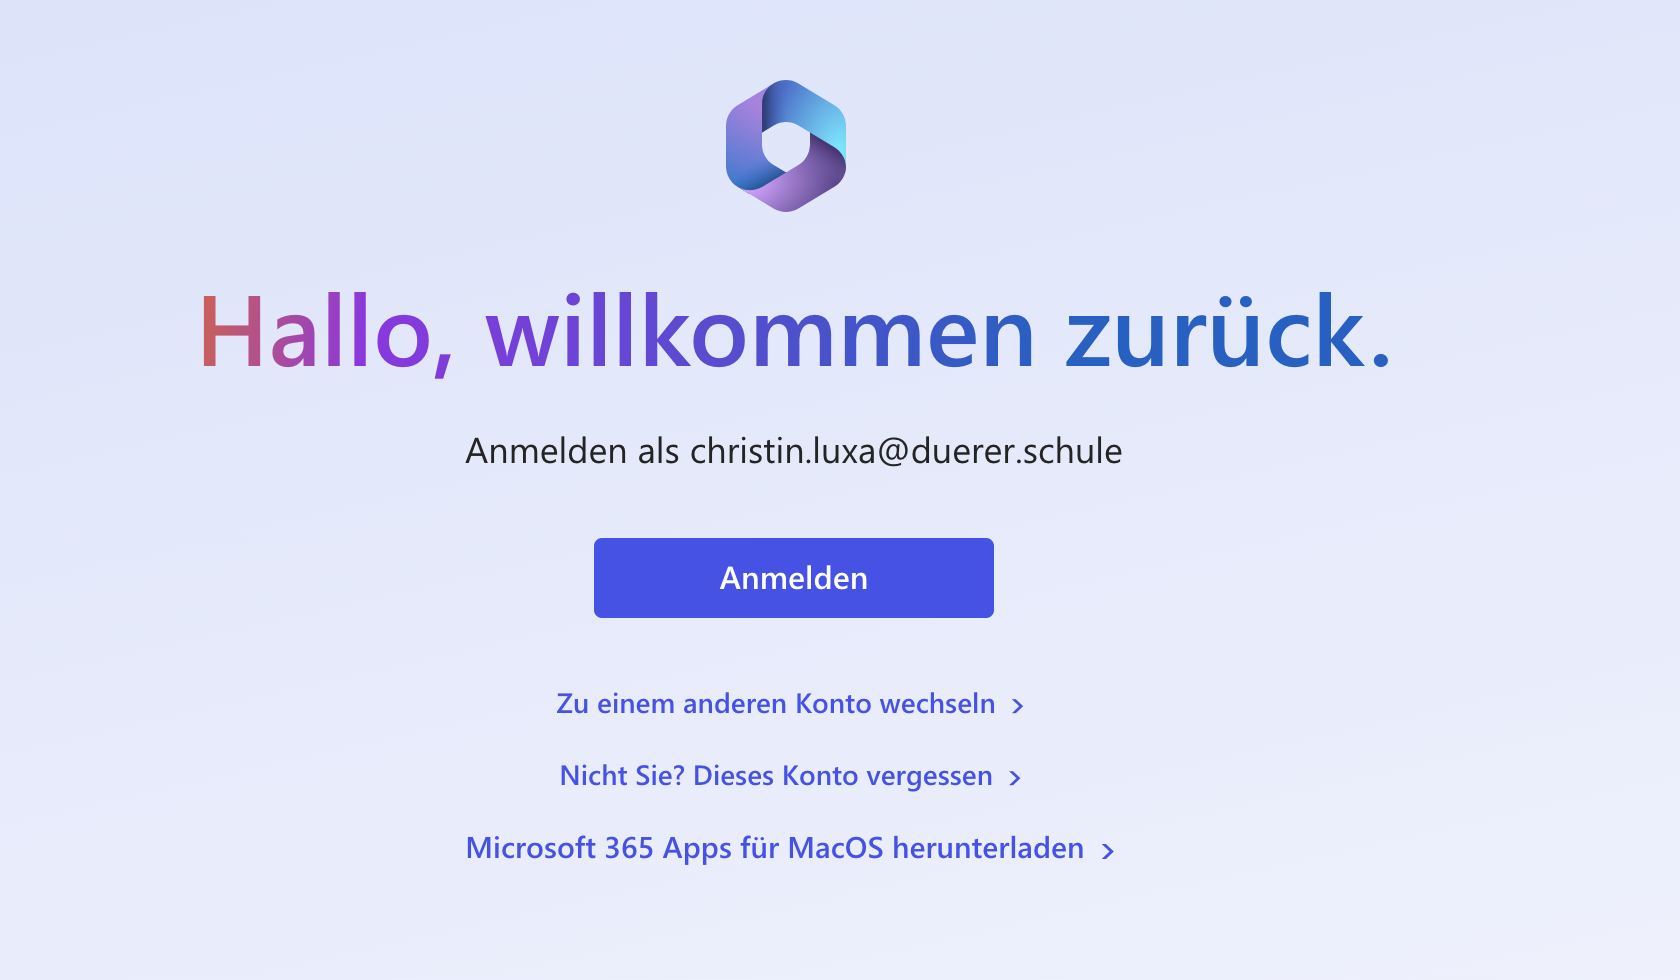 Hallo, willkommen zurück.
Anmelden als christin.luxa@duerer.schule
Anmelden
Zu einem anderen Konto wechseln
Nicht Sie? Dieses Konto vergessen
Microsoft 365 Apps für MacOS herunterladen